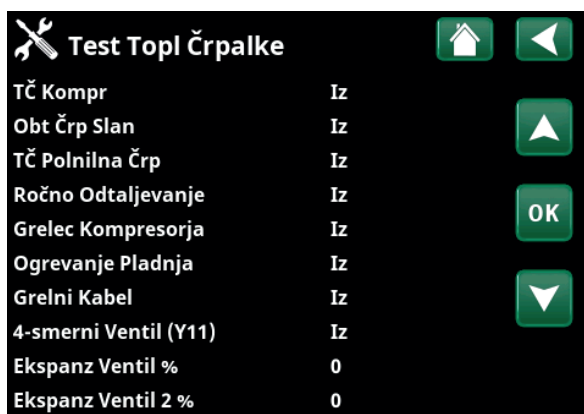 Test Topl Črpalke
TČ Kompr Iz
Obt Črp Slan Iz
TČ Polnilna Črp Iz
Ročno Odtaljevanje Iz
Grelec Kompresorja Iz
OK
Ogrevanje Pladnja Iz
Grelni Kabel Iz
4-smerni Ventil (Y11) Iz
Ekspanz Ventil % 0
Ekspanz Ventil 2 % 0